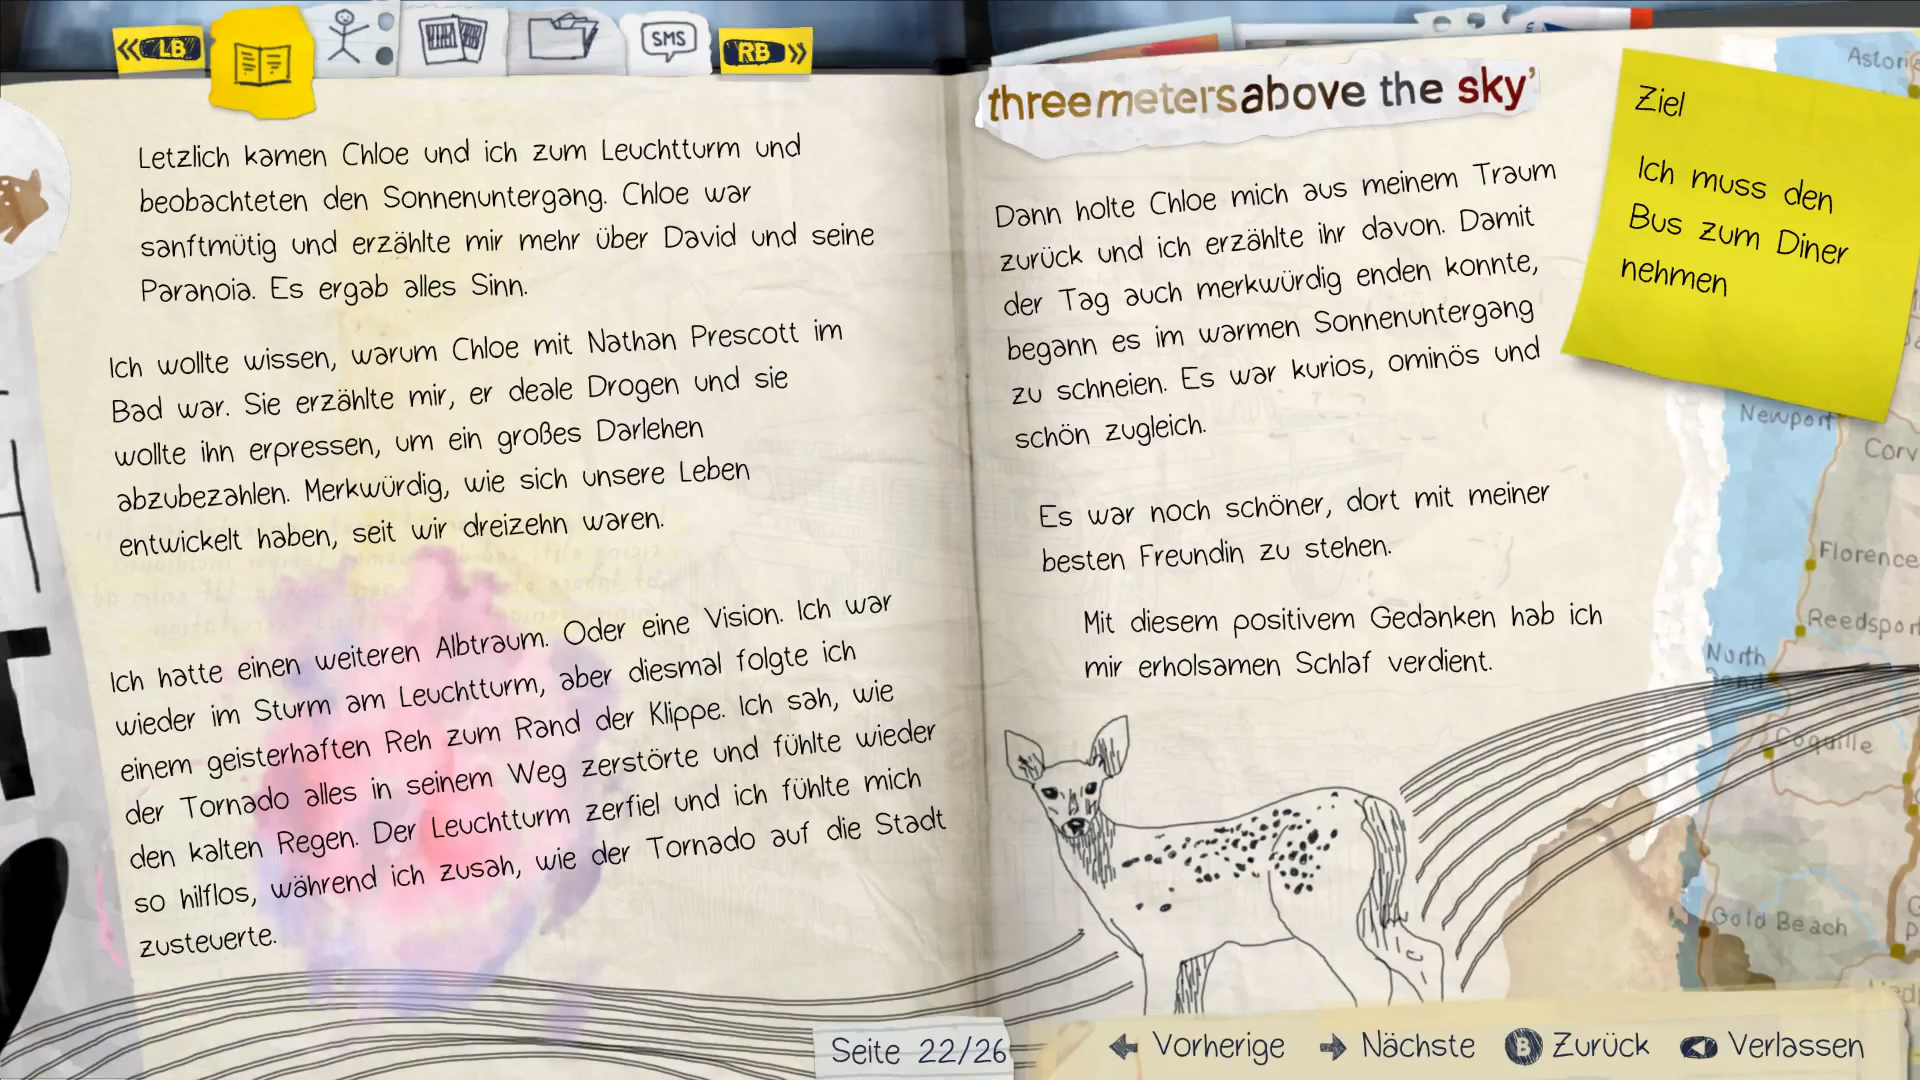 LB
SMS
RB
Letzlich kamen Chloe und ich zum Leuchtturm und
beobachteten den Sonnenuntergang. Chloe war
sanftmütig und erzählte mir mehr über David und seine
Paranoia. Es ergab alles Sinn.
Ich wollte wissen, warum Chloe mit Nathan Prescott im
Bad war. Sie erzählte mir, er deale Drogen und sie
wollte ihn erpressen, um ein großes Darlehen
abzubezahlen. Merkwürdig, wie sich unsere Leben
entwickelt haben, seit wir dreizehn waren.
Ich hatte einen weiteren Albtraum. Oder eine Vision. Ich war
wieder im Sturm am Leuchtturm, aber diesmal folgte ich
einem geisterhaften Reh zum Rand der Klippe. Ich sah, wie
der Tornado alles in seinem Weg zerstörte und fühlte wieder
den kalten Regen. Der Leuchtturm zerfiel und ich fühlte mich
so hilflos, während ich zusah, wie der Tornado auf die Stadt
zusteuerte.
threemetersabove the sky'
Dann holte Chloe mich aus meinem Traum
zurück und ich erzählte ihr davon. Damit
der Tag auch merkwürdig enden konnte,
begann es im warmen Sonnenuntergang
zu schneien. Es war kurios, ominös und
schön zugleich.
Es war noch schöner, dort mit meiner
besten Freundin zu stehen.
Mit diesem positivem Gedanken hab ich
mir erholsamen Schlaf verdient.
Ziel
Ich muss den
Bus zum Diner
nehmen
Newport
Florence
North
Coquille
Gold Beach
Seite 22/26
Vorherige
Nächste
B Zurück
Verlassen